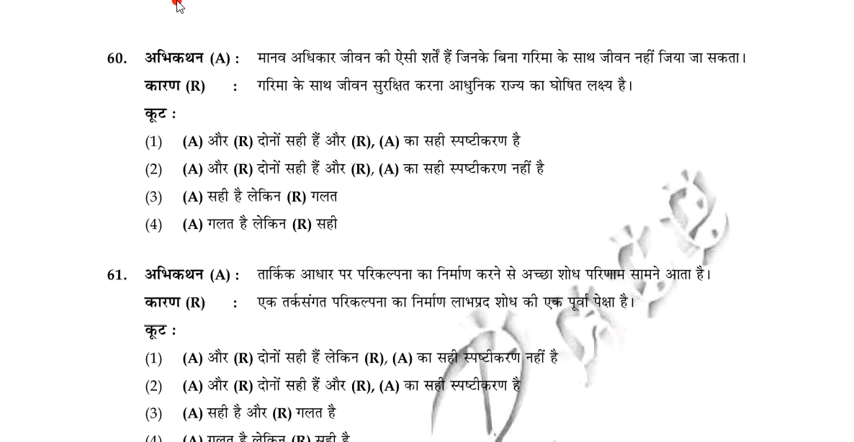 60. अभिकथन (A) : मानव अधिकार जीवन की ऐसी शर्तें हैं जिनके बिना गरिमा के साथ जीवन नहीं जिया जा सकता।
कारण (R) : गरिमा के साथ जीवन सुरक्षित करना आधुनिक राज्य का घोषित लक्ष्य है।
कूट :
(1) (A) और (R) दोनों सही हैं और (R), (A) का सही स्पष्टीकरण है
(2) (A) और (R) दोनों सही हैं और (R), (A) का सही स्पष्टीकरण नहीं है
(3) (A) सही है लेकिन (R) गलत
(4) (A) गलत है लेकिन (R) सही
61. अभिकथन (A) : तार्किक आधार पर परिकल्पना का निर्माण करने से अच्छा शोध परिणाम सामने आता है।
कारण (R) : एक तर्कसंगत परिकल्पना का निर्माण लाभप्रद शोध की एक पूर्वा पेक्षा है।
कूट :
(1) (A) और (R) दोनों सही हैं लेकिन (R), (A) का सही स्पष्टीकरण नहीं है
(2) (A) और (R) दोनों सही हैं और (R), (A) का सही स्पष्टीकरण है
(3) (A) सही है और (R) गलत है
(4) (A) गलत है लेकिन (R) सही है